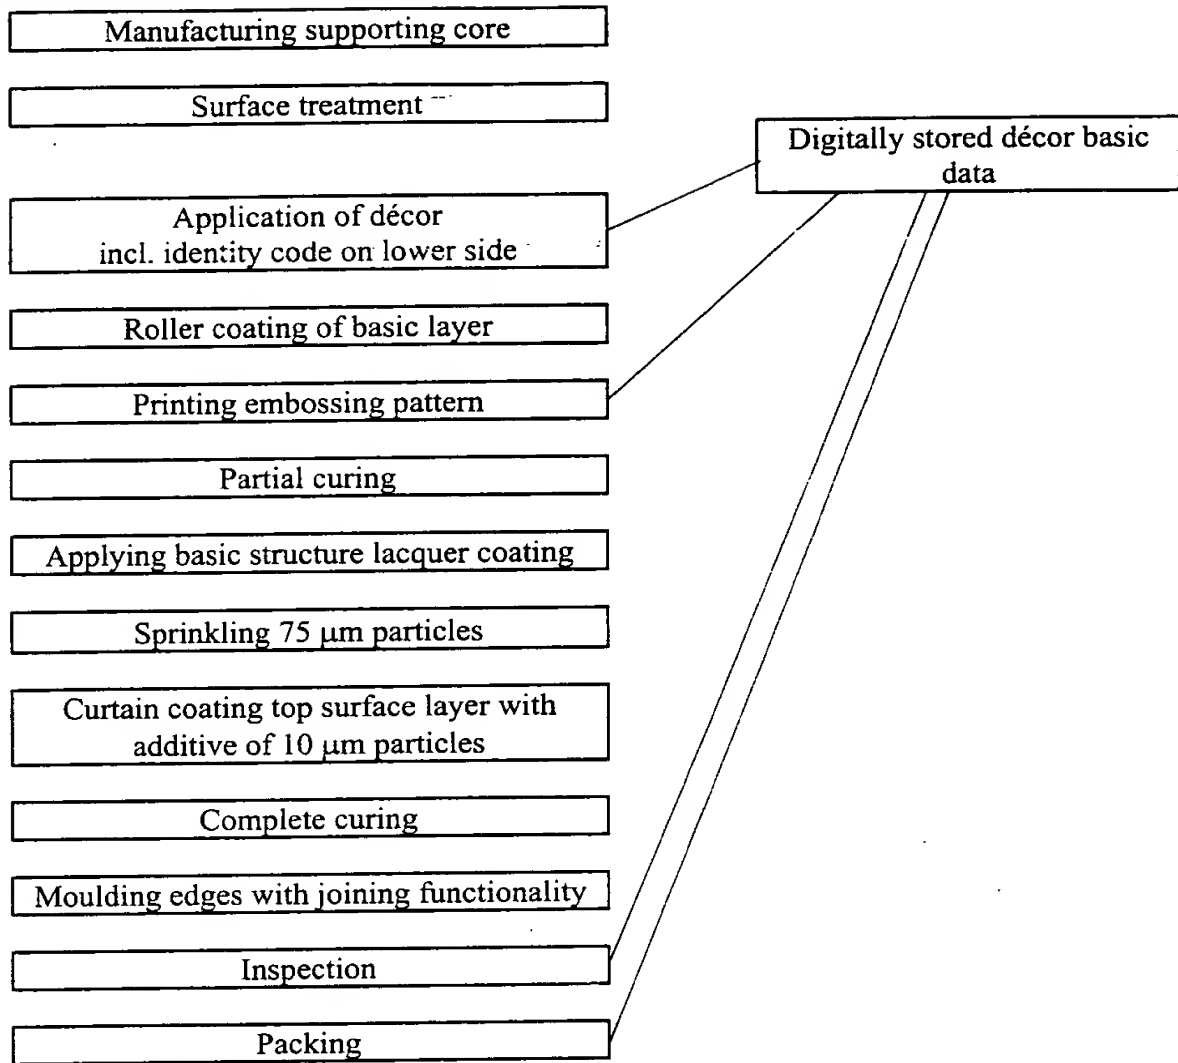 Manufacturing supporting core
Surface treatment
Digitally stored décor basic
data
Application of décor
incl. identity code on lower side
Roller coating of basic layer
Printing embossing pattern
Partial curing
Applying basic structure lacquer coating
Sprinkling 75 µm particles
Curtain coating top surface layer with
additive of 10 µm particles
Complete curing
Moulding edges with joining functionality
Inspection
Packing